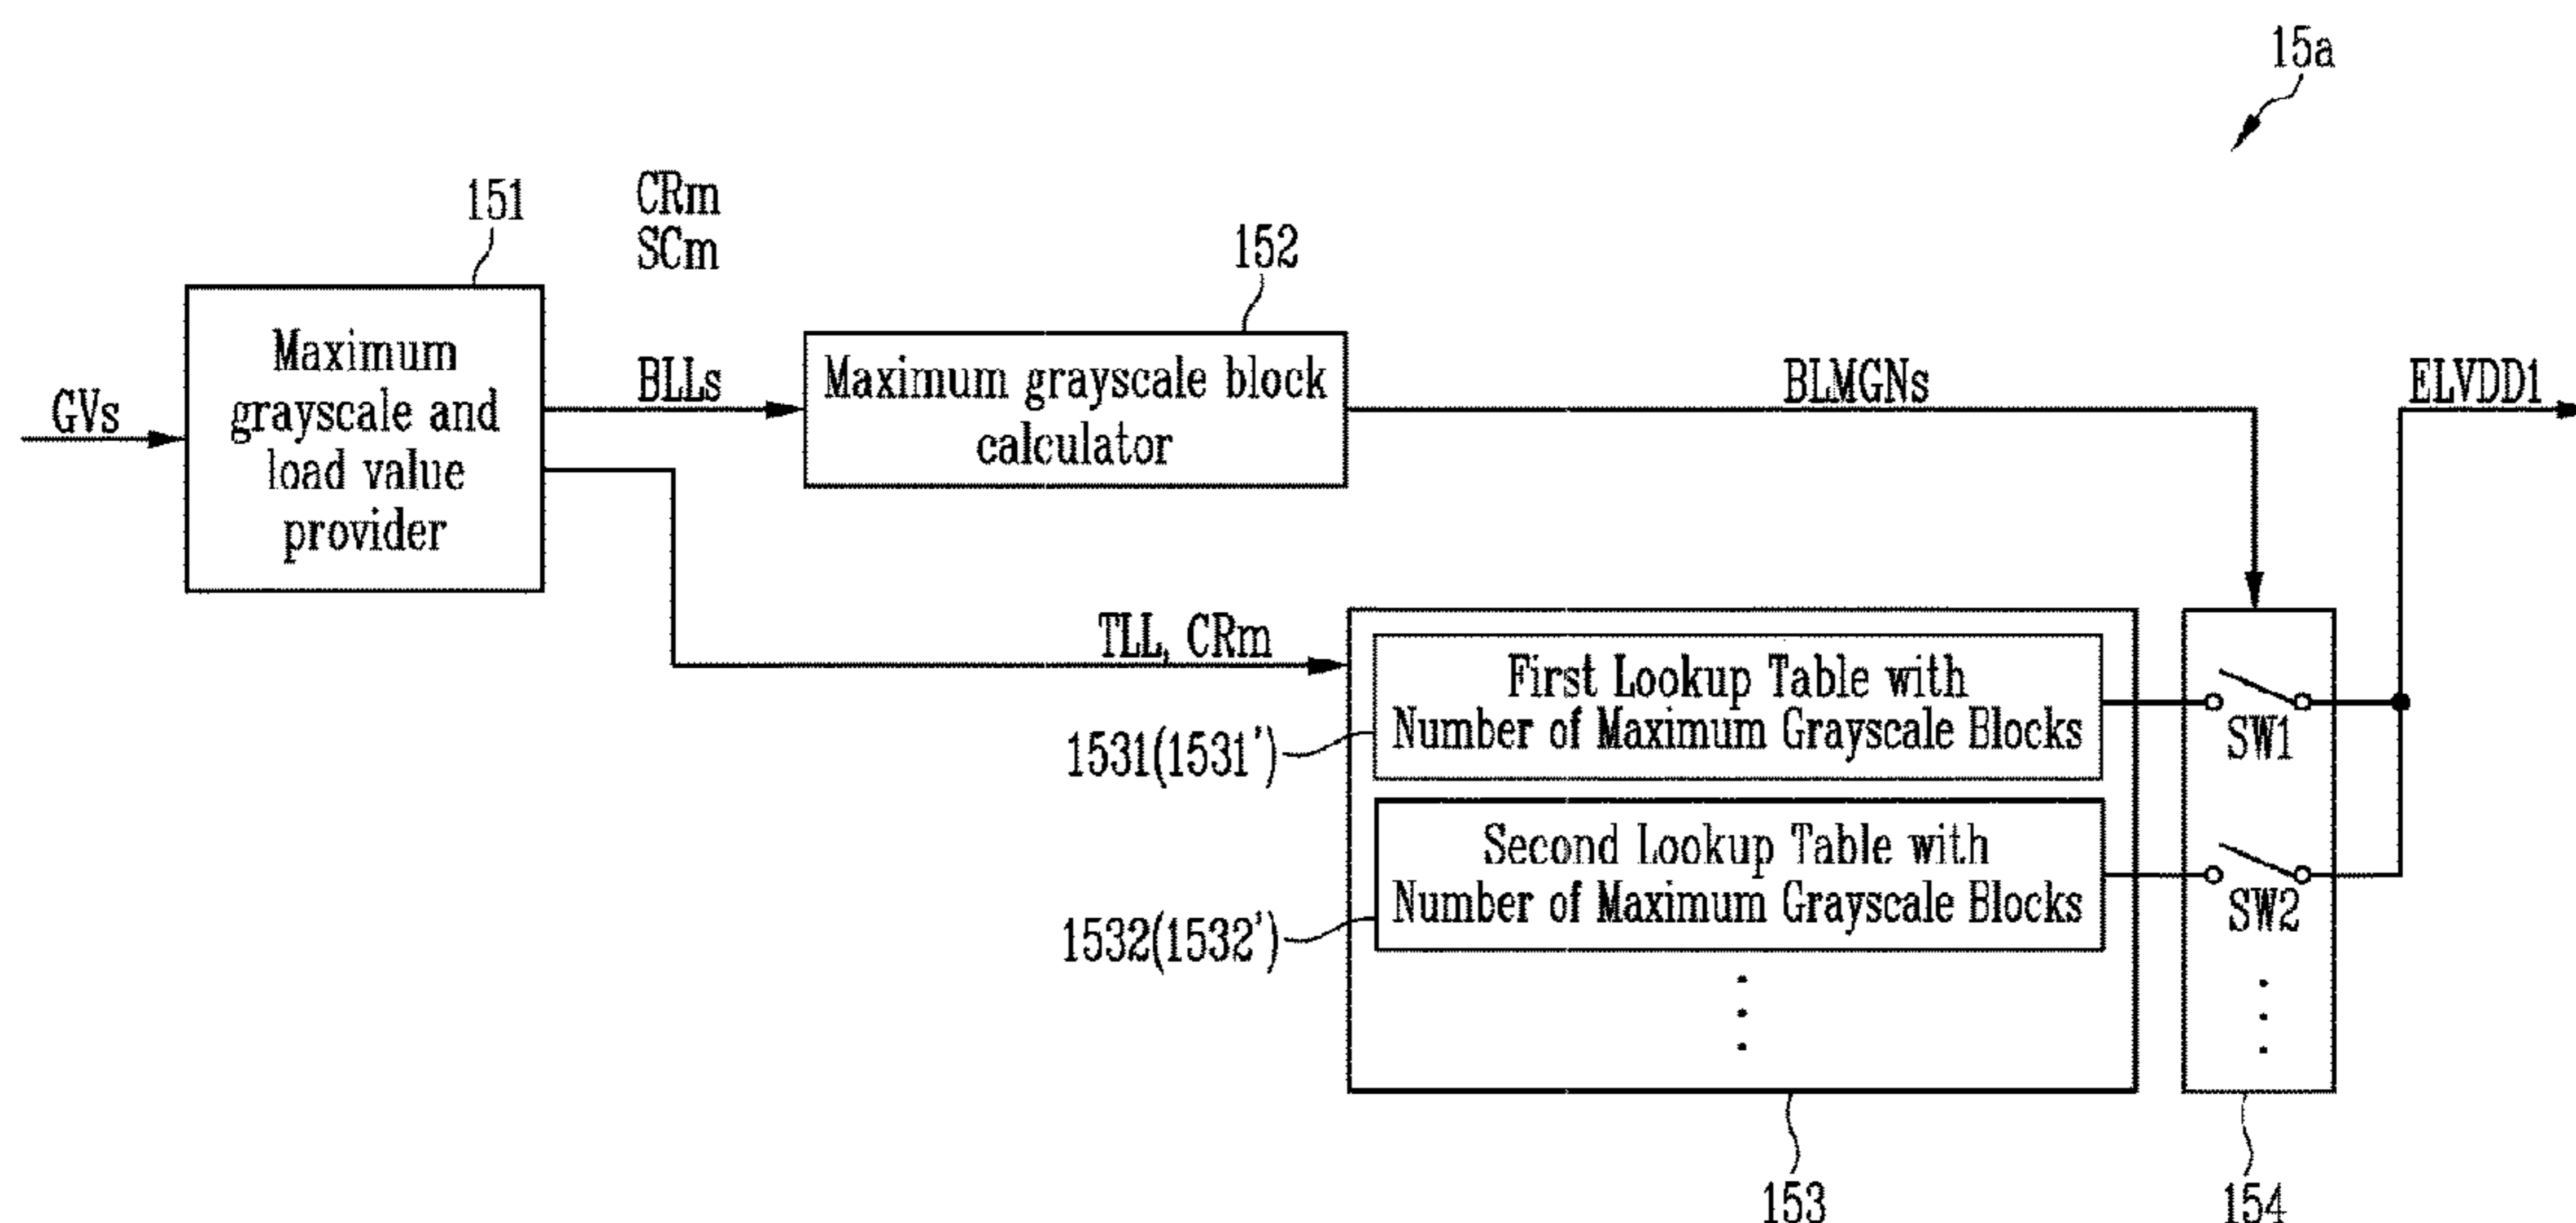 15a
151
CRm
SCm
152
Maximum
grayscale and
load value
provider
GVs
BLLs
Maximum grayscale block
calculator
BLMGNs
ELVDD1
TLL, CRm
First Lookup Table with
Number of Maximum Grayscale Blocks
1531(1531')
SW1
Second Lookup Table with
Number of Maximum Grayscale Blocks
1532(1532')
SW2
153
154